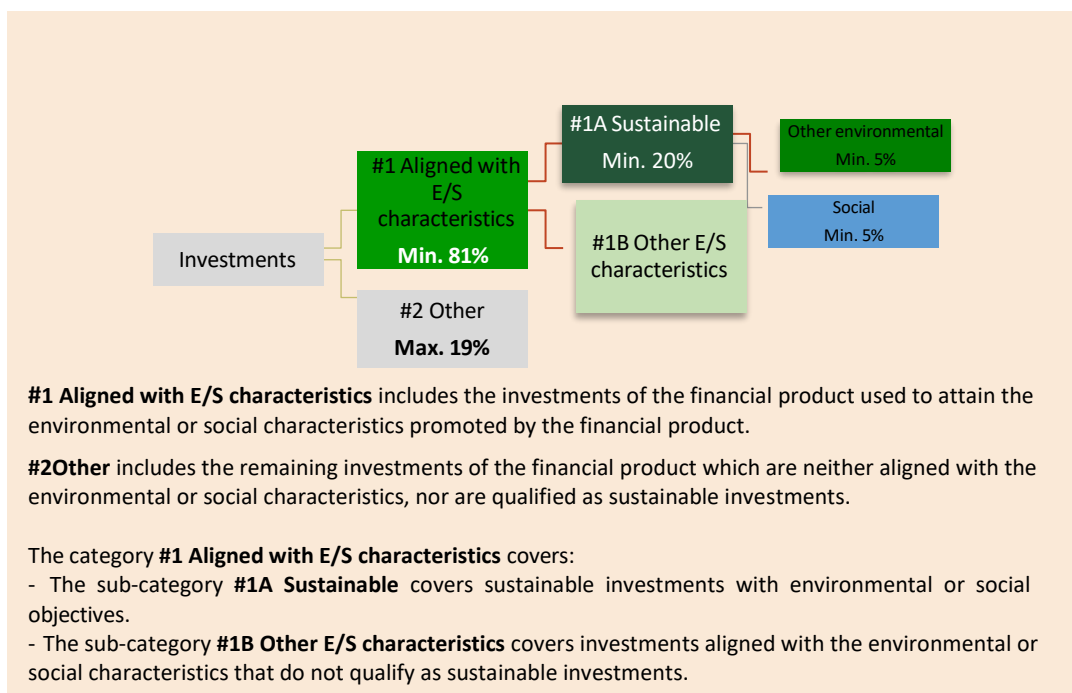 Investments
#1 Aligned with
E/S
characteristics
Min. 81%
#2 Other
Max. 19%
#1A Sustainable
Min. 20%
#1B Other E/S
characteristics
Other environmental
Min. 5%
Social
Min. 5%
#1 Aligned with E/S characteristics includes the investments of the financial product used to attain the
environmental or social characteristics promoted by the financial product.
#2Other includes the remaining investments of the financial product which are neither aligned with the
environmental or social characteristics, nor are qualified as sustainable investments.
The category #1 Aligned with E/S characteristics covers:
- The sub-category #1A Sustainable covers sustainable investments with environmental or social
objectives.
- The sub-category #1B Other E/S characteristics covers investments aligned with the environmental or
social characteristics that do not qualify as sustainable investments.